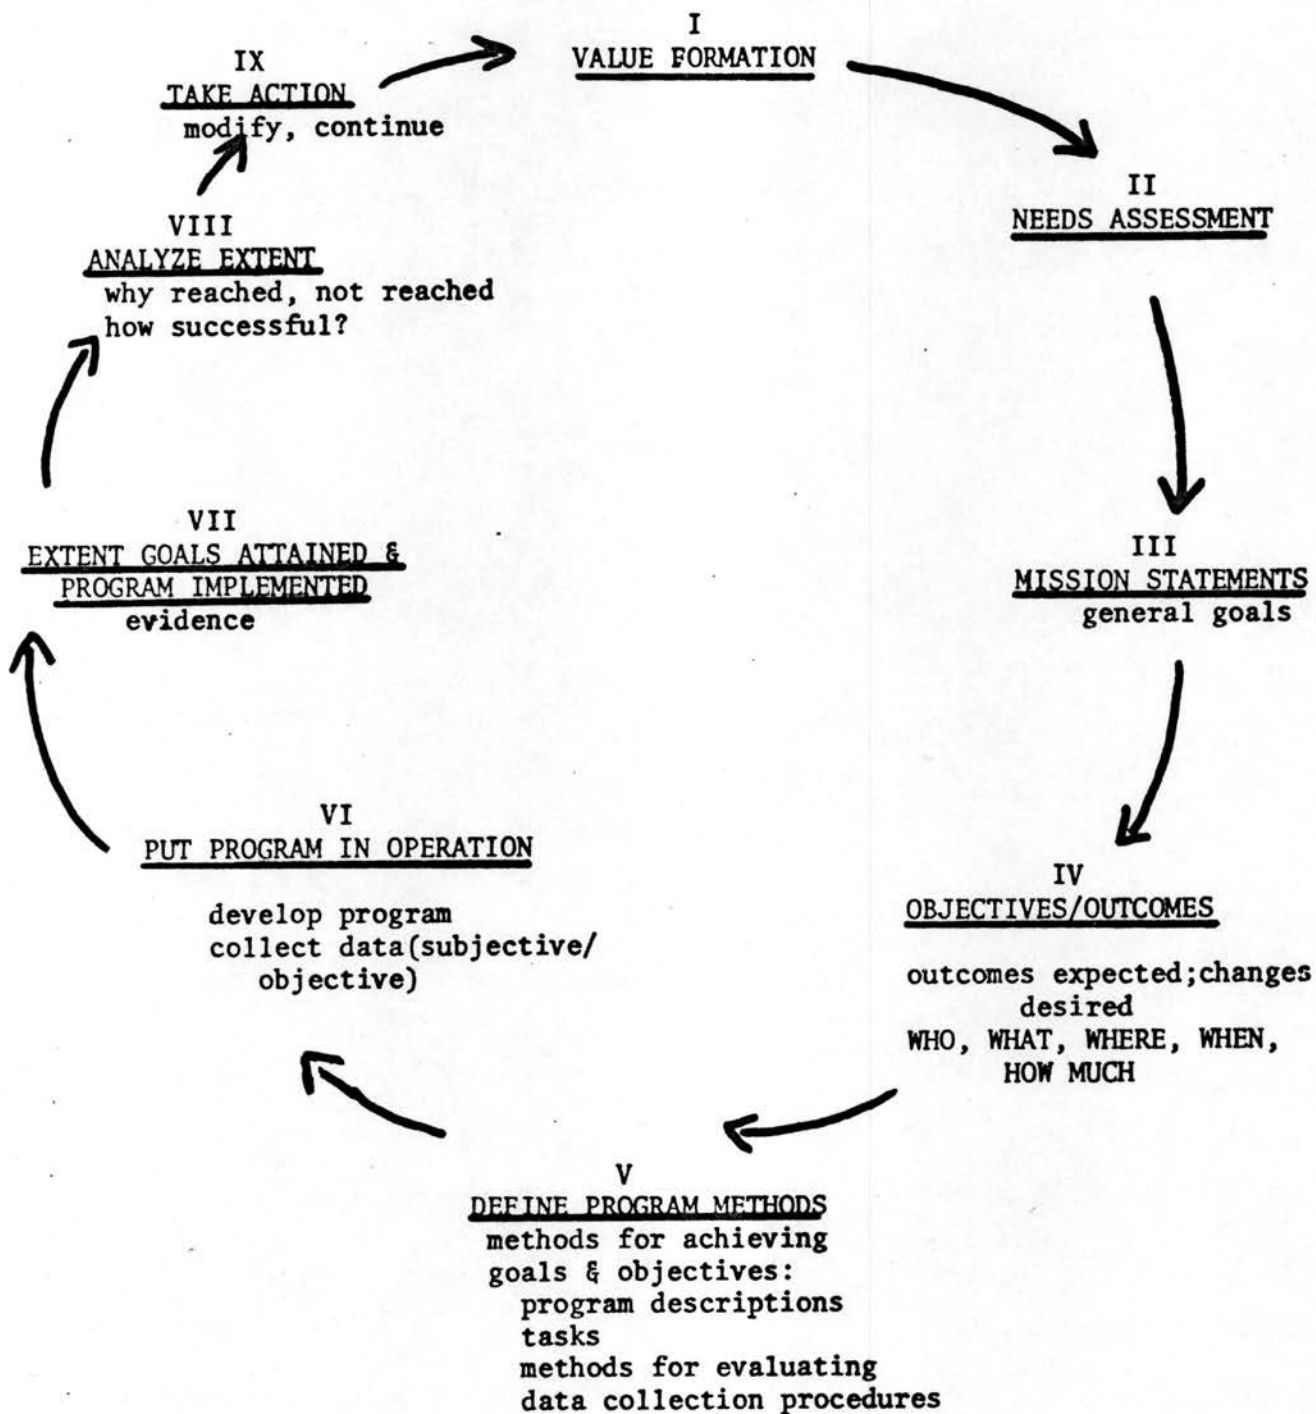 I
VALUE FORMATION
II
NEEDS ASSESSMENT
III
MISSION STATEMENTS
general goals
IV
OBJECTIVES/OUTCOMES
outcomes expected;changes
desired
WHO, WHAT, WHERE, WHEN,
HOW MUCH
V
DEFINE PROGRAM METHODS
methods for achieving
goals & objectives:
program descriptions
tasks
methods for evaluating
data collection procedures
VI
PUT PROGRAM IN OPERATION
develop program
collect data(subjective/
objective)
VII
EXTENT GOALS ATTAINED &
PROGRAM IMPLEMENTED
evidence
VIII
ANALYZE EXTENT
why reached, not reached
how successful?
IX
TAKE ACTION
modify, continue